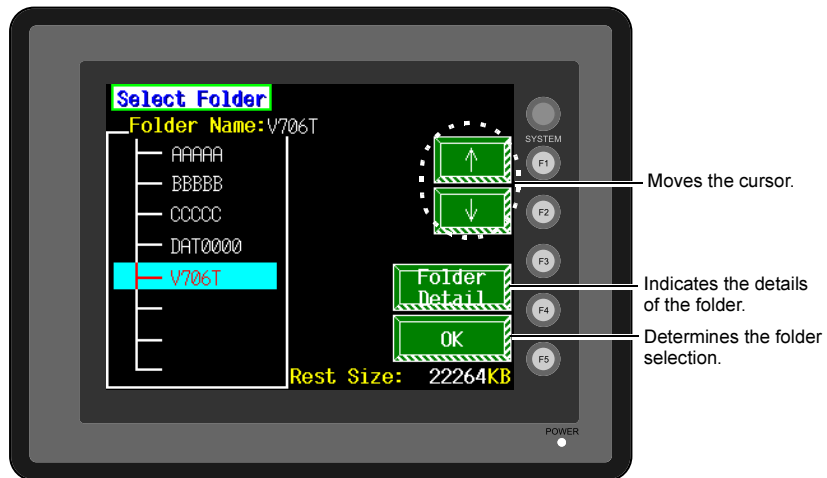 Select Folder
Folder Name:V706T
AAAAA
BBBBB
CCCCC
DAT0000
V706T
↑
↓
Folder
Detail
OK
Rest Size: 22264KB
SYSTEM
F1
F2
F3
F4
F5
POWER
Moves the cursor.
Indicates the details
of the folder.
Determines the folder
selection.